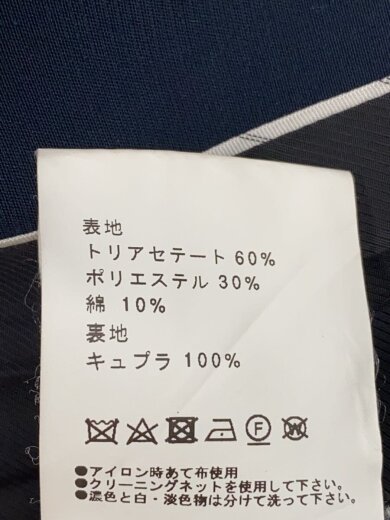 表地
トリアセテート 60%
ポリエステル 30%
綿 10%
裏地
キュプラ 100%
●アイロン時あて布使用
●クリーニングネットを使用して下さい。
●濃色と白・淡色物は分けて洗って下さい。